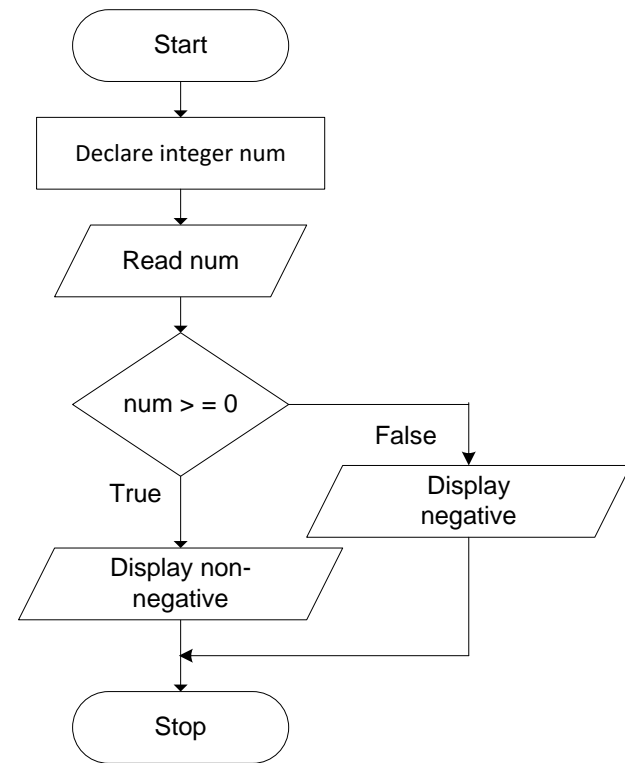 Start
Declare integer num
Read num
num > = 0
False
True
Display
negative
Display non-
negative
Stop